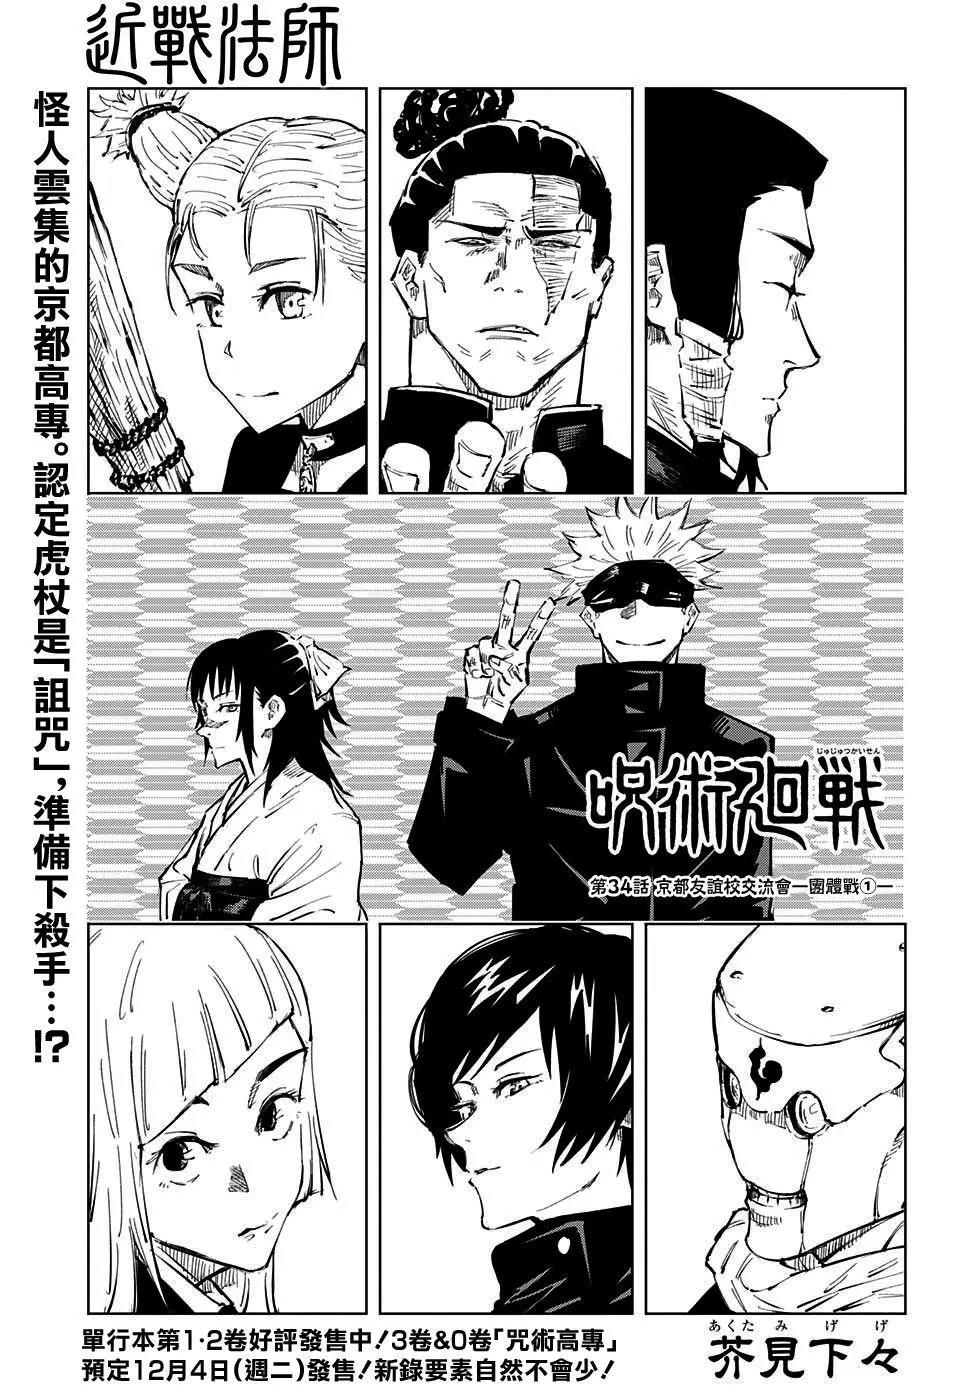 近戰法師
怪人雲集的京都高專。認定虎杖是「詛咒」，準備下殺手…!?
じゅじゅつかいせん
呪術廻戦
第34話 京都友誼校交流會—團體戰①—
單行本第1·2卷好評發售中！3卷&0卷「咒術高專」
預定12月4日(週二)發售！新錄要素自然不會少！
あくたみげげ
芥見下々